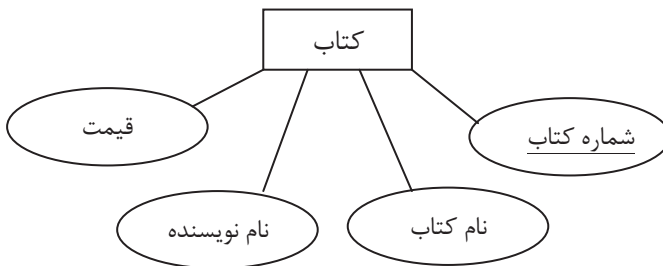 کتاب
شماره کتاب
قیمت
نام کتاب
نام نویسنده